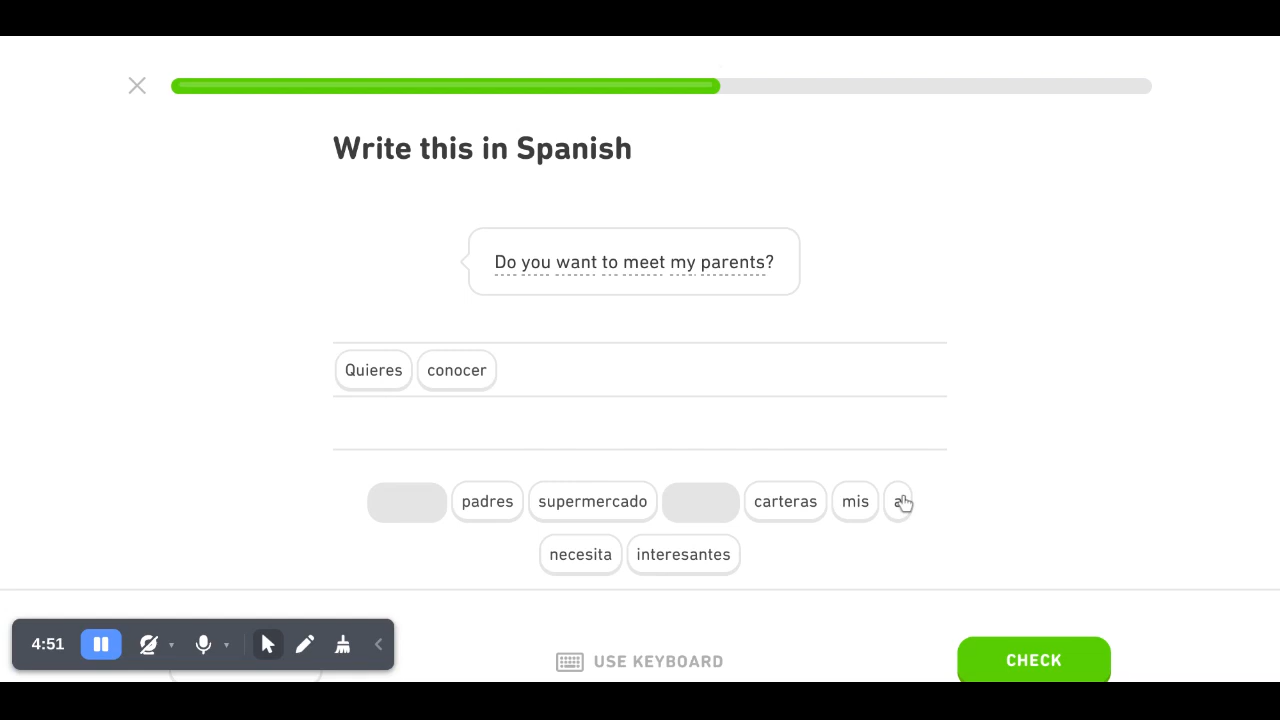 Write this in Spanish
Do you want to meet my parents?
Quieres conocer
padres supermercado carteras mis a
necesita interesantes
4:51
USE KEYBOARD
CHECK